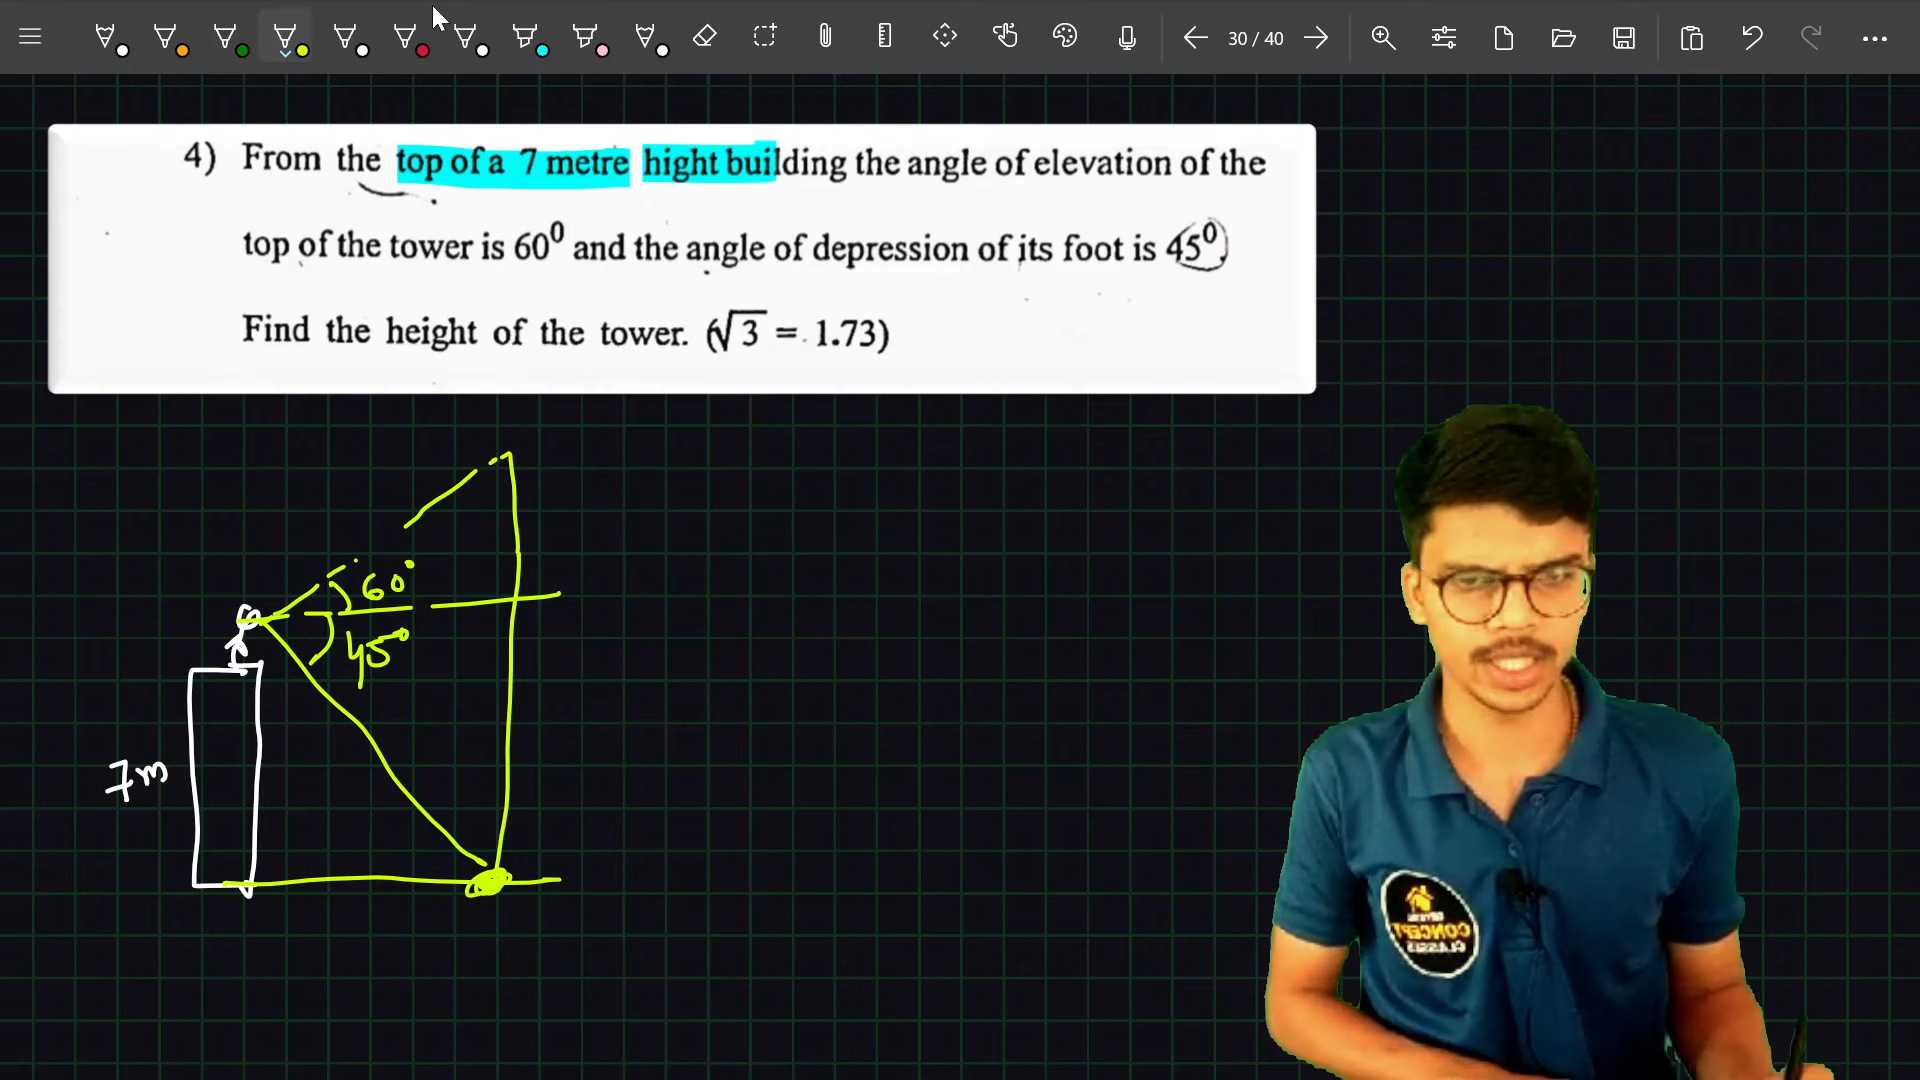 30 / 40
4) From the top of a 7 metre hight building the angle of elevation of the
top of the tower is 60⁰ and the angle of depression of its foot is 45⁰.
Find the height of the tower. (√3 = 1.73)
60°
45°
7m
CONCEPT
CLASSES